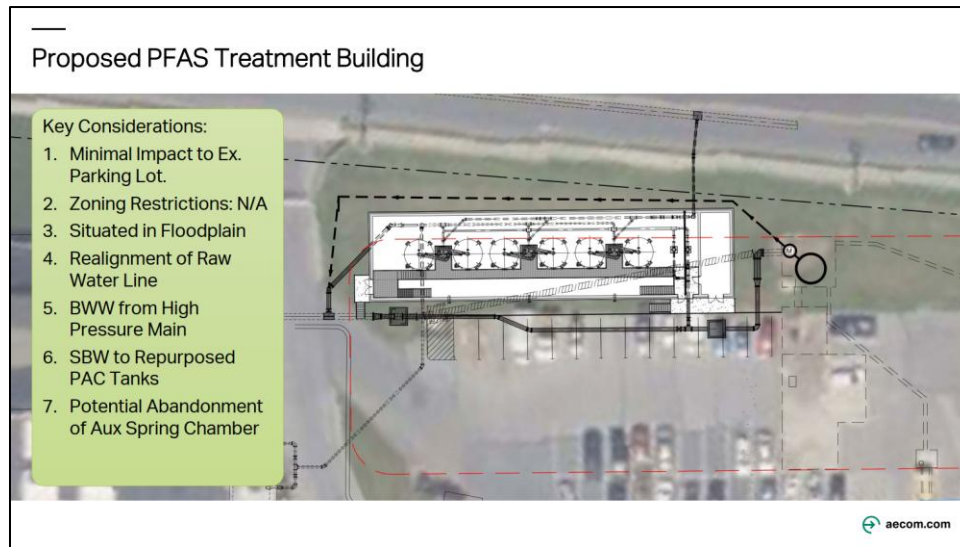 Proposed PFAS Treatment Building
Key Considerations:
1. Minimal Impact to Ex.
Parking Lot.
2. Zoning Restrictions: N/A
3. Situated in Floodplain
4. Realignment of Raw
Water Line
5. BWW from High
Pressure Main
6. SBW to Repurposed
PAC Tanks
7. Potential Abandonment
of Aux Spring Chamber
M
aecom.com